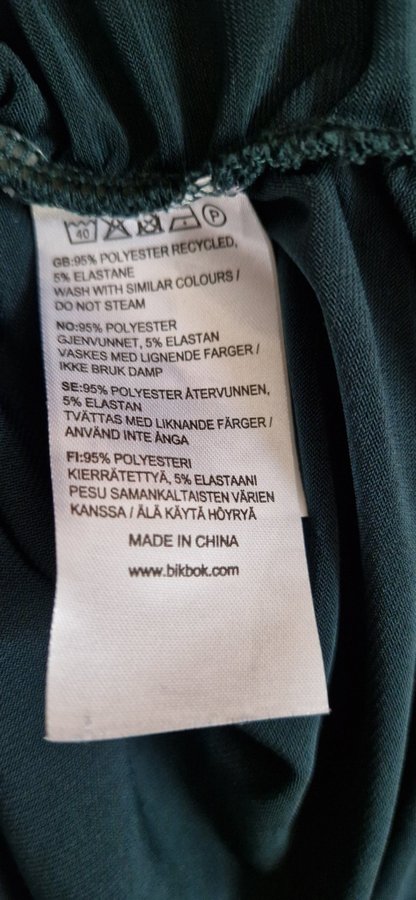 40 P
GB:95% POLYESTER RECYCLED,
5% ELASTANE
WASH WITH SIMILAR COLOURS /
DO NOT STEAM
NO:95% POLYESTER
GJENVUNNET, 5% ELASTAN
VASKES MED LIGNENDE FARGER /
IKKE BRUK DAMP
SE:95% POLYESTER ÅTERVUNNEN,
5% ELASTAN
TVÄTTAS MED LIKNANDE FÄRGER /
ANVÄND INTE ÅNGA
FI:95% POLYESTERI
KIERRÄTETTYÄ, 5% ELASTAANI
PESU SAMANKALTAISTEN VÄRIEN
KANSSA / ÄLÄ KÄYTÄ HÖYRYÄ
MADE IN CHINA
www.bikbok.com